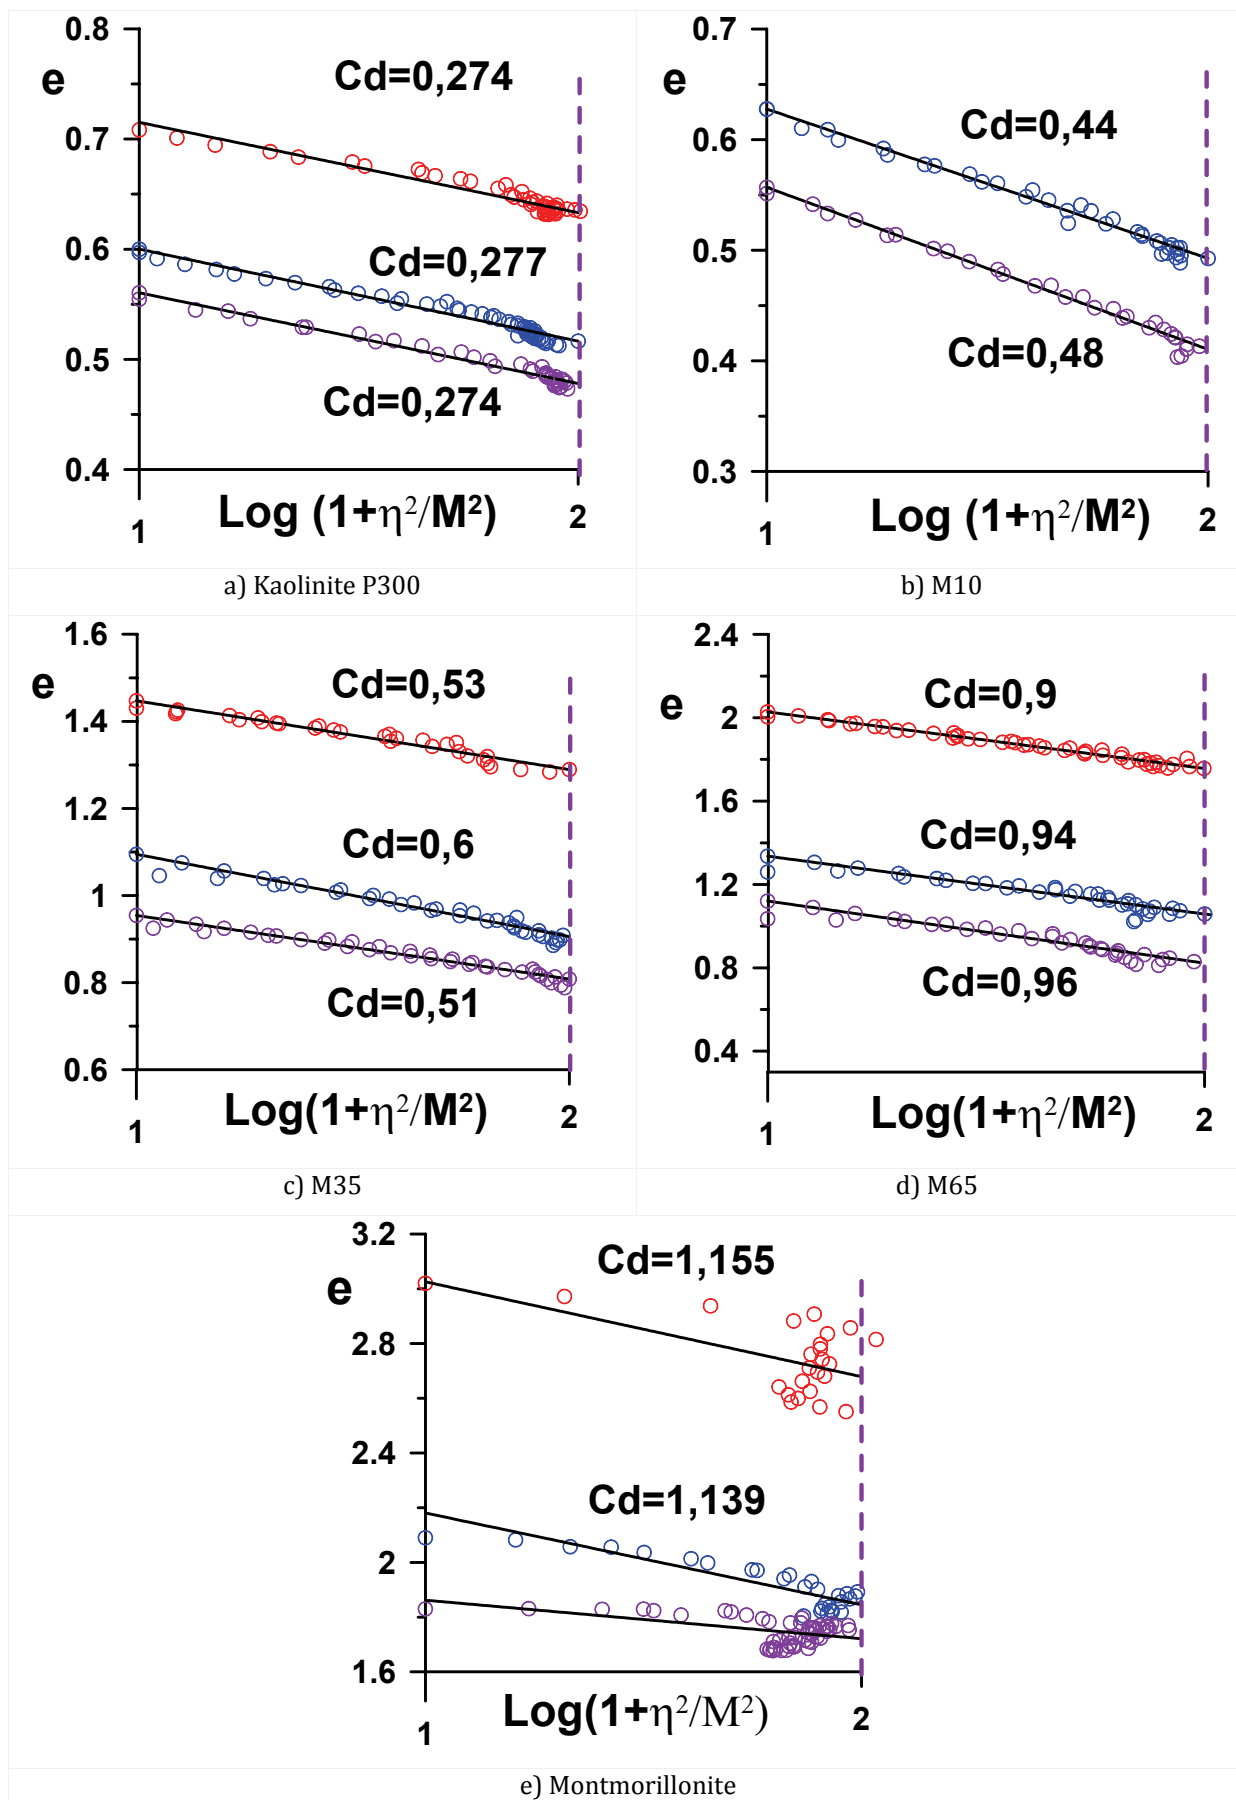 0.8
e
Cd=0,274
0.7
0.6
Cd=0,277
0.5
Cd=0,274
0.4
Log (1+η²/M²)
1
2
a) Kaolinite P300
0.7
e
Cd=0,44
0.6
0.5
Cd=0,48
0.4
0.3
Log (1+η²/M²)
1
2
b) M10
1.6
e
Cd=0,53
1.4
1.2
Cd=0,6
1
0.8
Cd=0,51
0.6
Log(1+η²/M²)
1
2
c) M35
2.4
e
Cd=0,9
2
1.6
Cd=0,94
1.2
0.8
Cd=0,96
0.4
Log(1+η²/M²)
1
2
d) M65
3.2
e
Cd=1,155
2.8
2.4
Cd=1,139
2
1.6
Log(1+η²/M²)
1
2
e) Montmorillonite